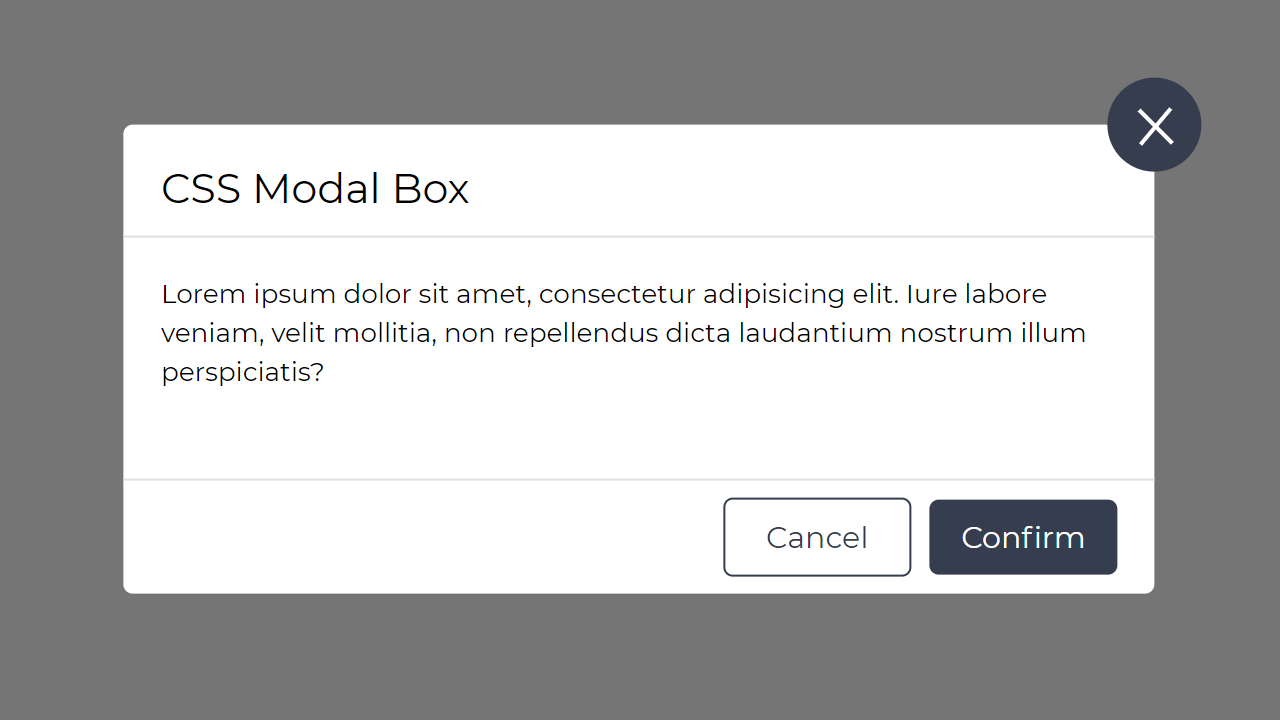 CSS Modal Box
Lorem ipsum dolor sit amet, consectetur adipisicing elit. Iure labore
veniam, velit mollitia, non repellendus dicta laudantium nostrum illum
perspiciatis?
Cancel
Confirm